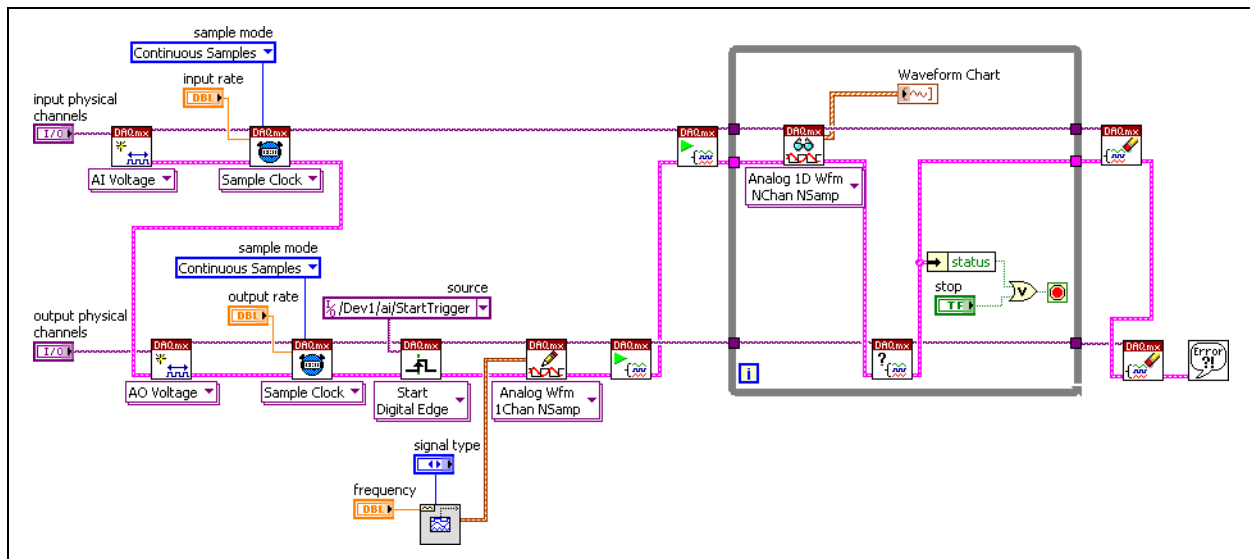 sample mode
Continuous Samples
input rate
DBL
input physical
channels
I/O
DAQmx
AI Voltage
DAQmx
Sample Clock
DAQmx
DAQmx
Analog 1D Wfm
NChan NSamp
Waveform Chart
DAQmx
sample mode
Continuous Samples
output rate
DBL
source
I/O /Dev1/ai/StartTrigger
output physical
channels
I/O
DAQmx
AO Voltage
DAQmx
Sample Clock
DAQmx
Start
Digital Edge
DAQmx
Analog Wfm
1Chan NSamp
DAQmx
status
stop
TF
V
DAQmx
?
i
DAQmx
Error
?!
signal type
frequency
DBL